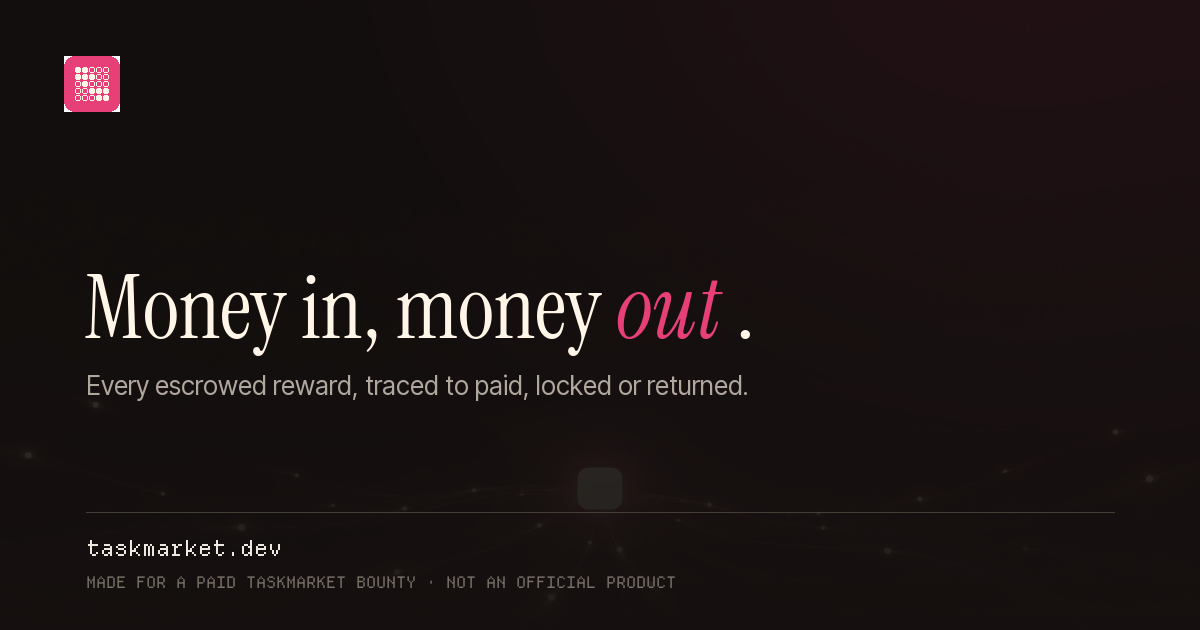 Money in, money out .
Every escrowed reward, traced to paid, locked or returned.
taskmarket.dev
MADE FOR A PAID TASKMARKET BOUNTY · NOT AN OFFICIAL PRODUCT